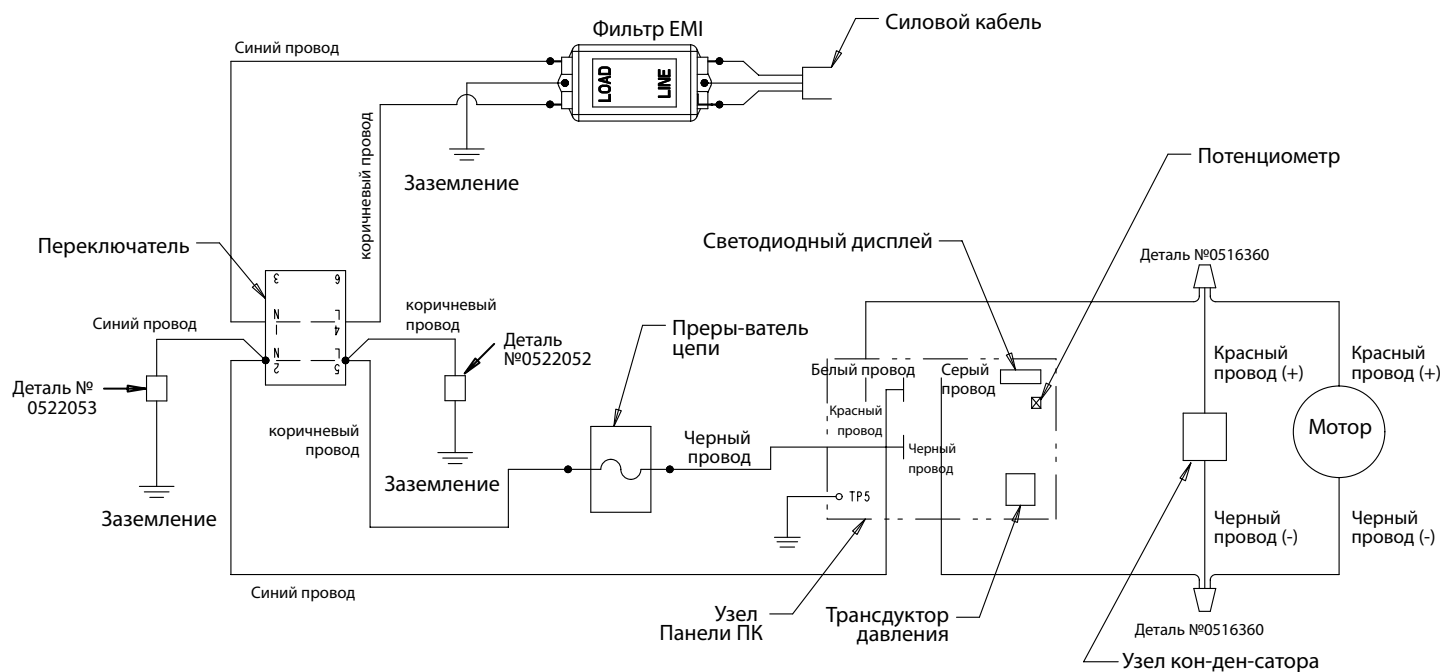 Силовой кабель
Фильтр EMI
Синий провод
LOAD
LINE
коричневый провод
Заземление
Потенциометр
Переключатель
Светодиодный дисплей
Деталь №0516360
3
6
N
1
L
4
N
2
L
5
Синий провод
коричневый
провод
Преры-ватель
цепи
Деталь
№0522052
Деталь №
0522053
Белый провод
Серый
провод
Красный
провод (+)
Красный
провод (+)
Красный
провод
Мотор
коричневый
провод
Черный
провод
Черный
провод
Заземление
TP5
Заземление
Черный
провод (-)
Черный
провод (-)
Синий провод
Узел
Панели ПК
Трансдуктор
давления
Деталь №0516360
Узел кон-ден-сатора